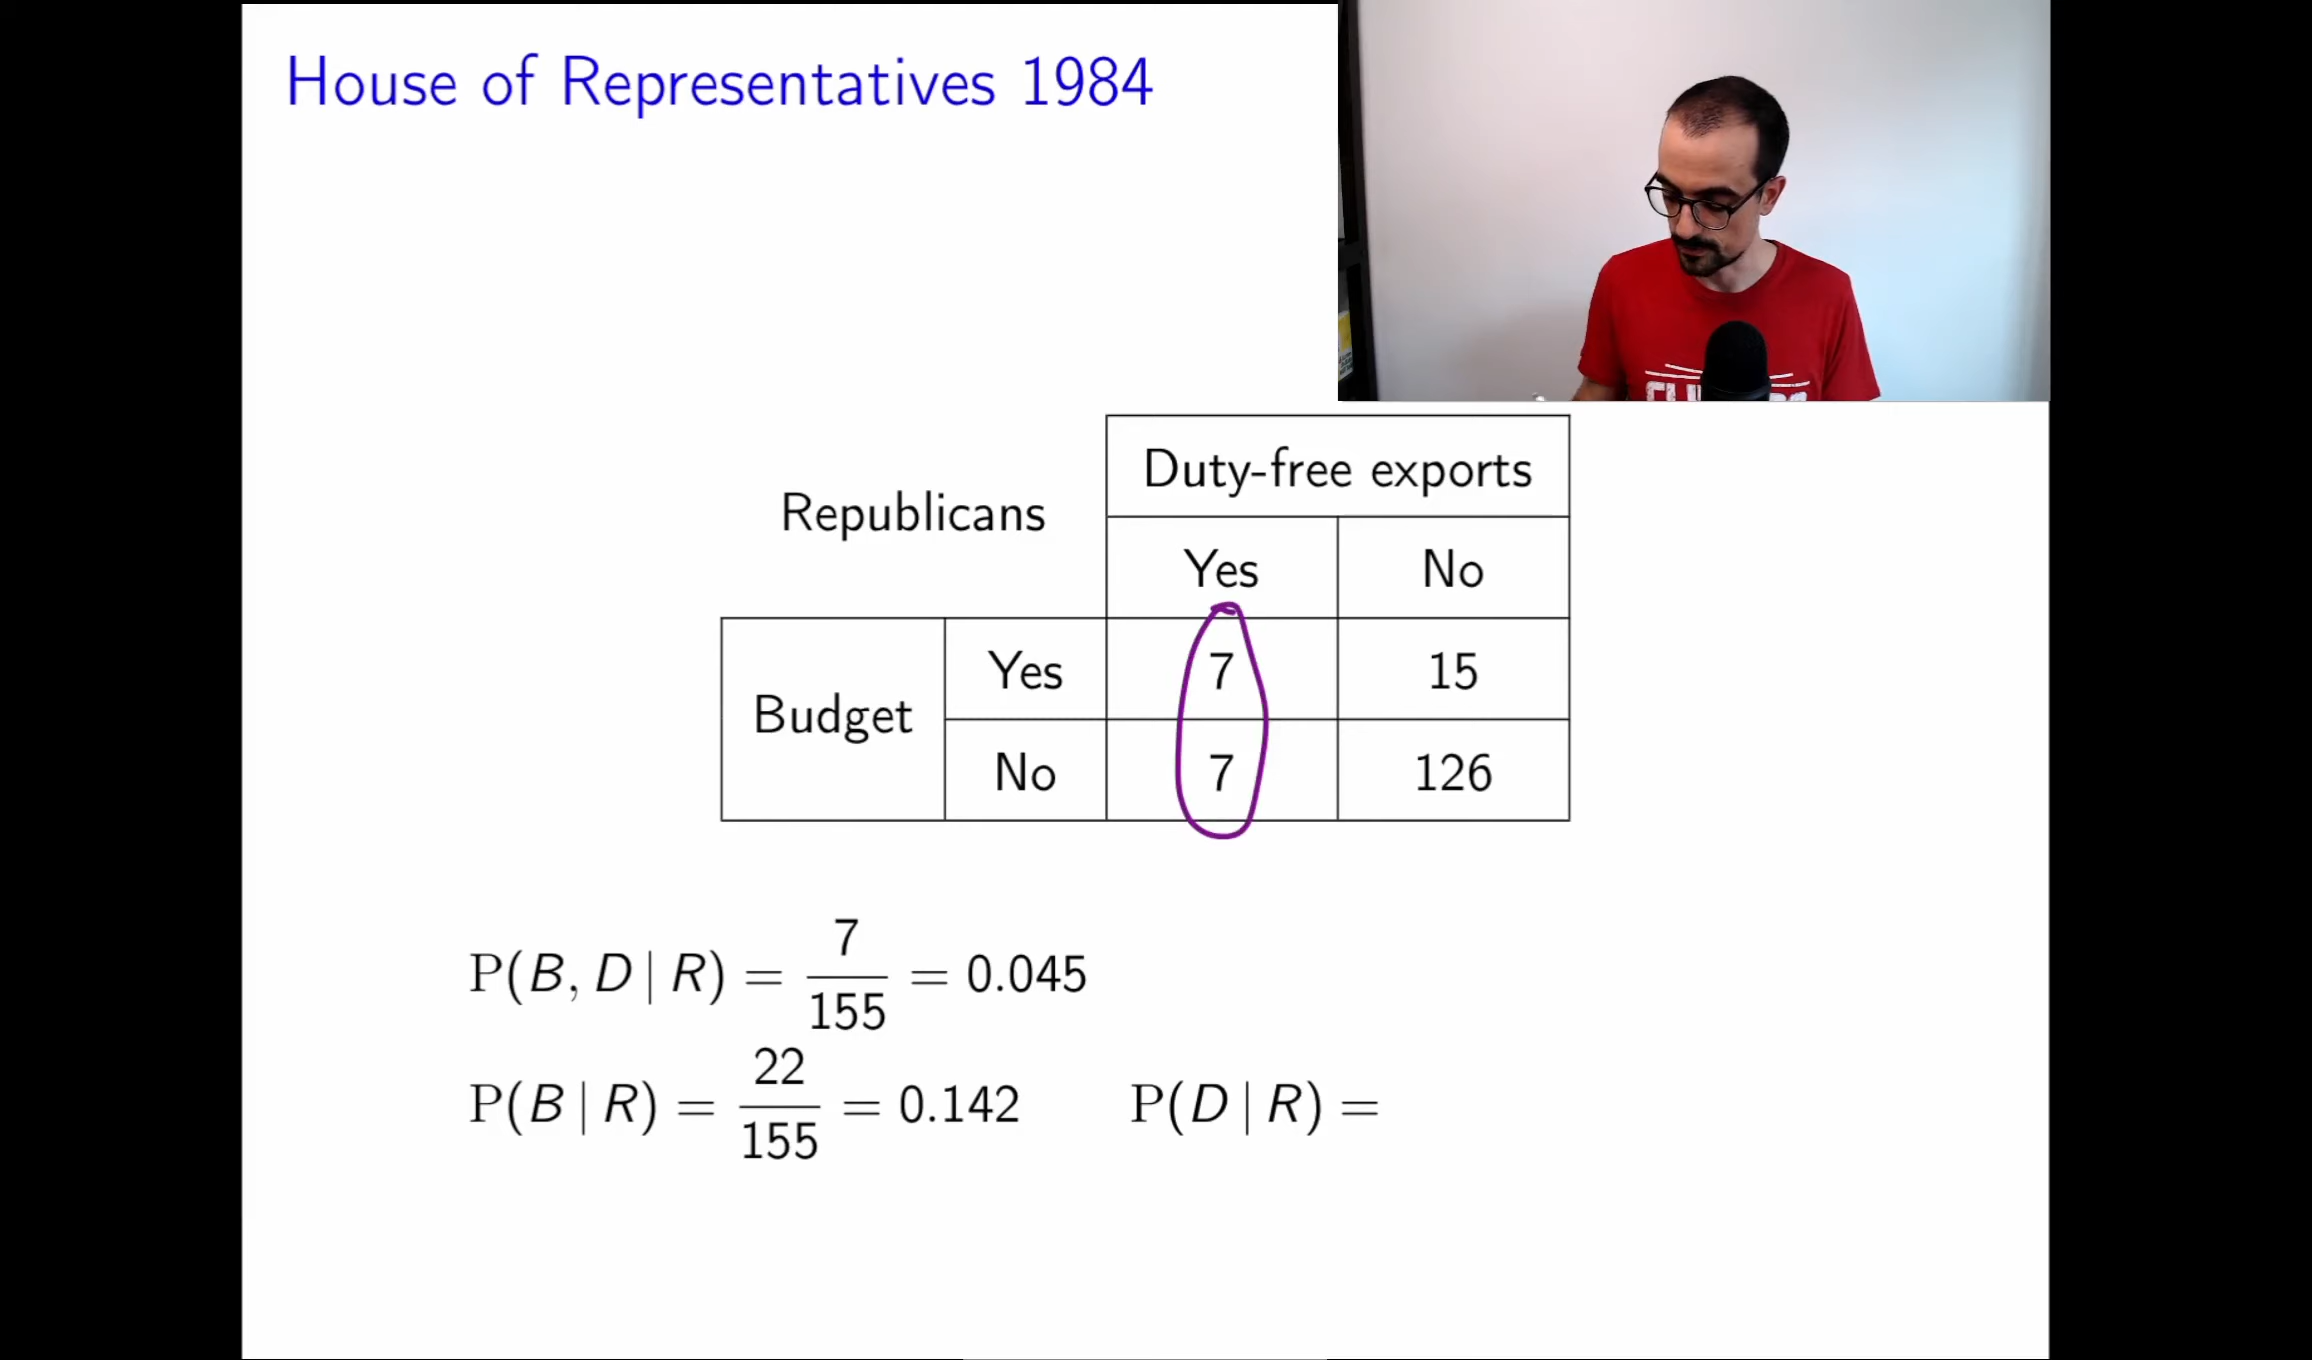 House of Representatives 1984
Republicans
Duty-free exports
Yes No
Budget
Yes 7 15
No 7 126
P(B, D | R) = 7/155 = 0.045
P(B | R) = 22/155 = 0.142 P(D | R) =